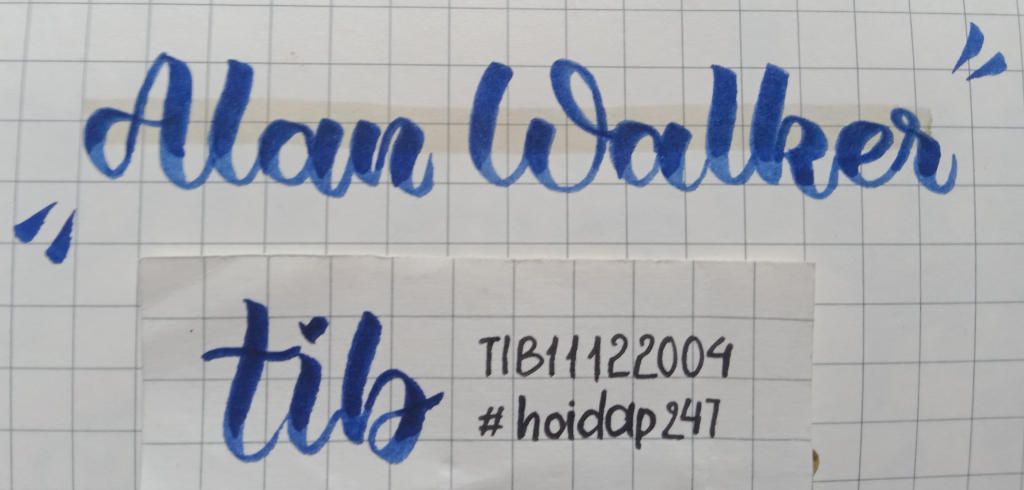 Alan Walker
tib
TIB11122004
#hoidap247